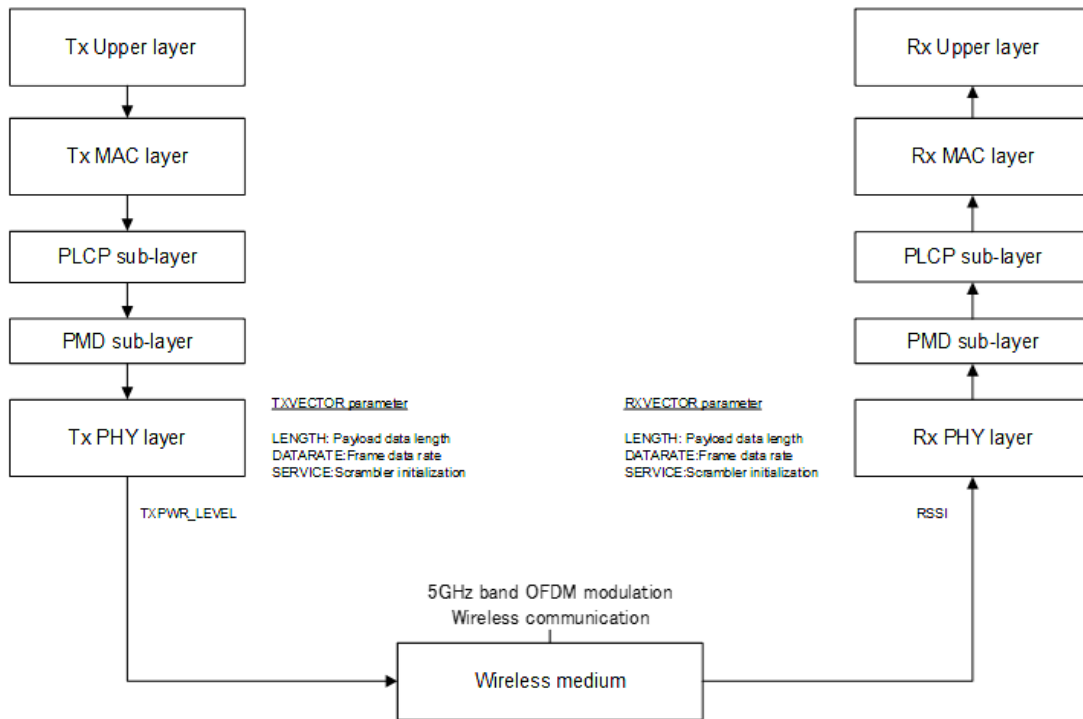 Tx Upper layer
Rx Upper layer
Tx MAC layer
Rx MAC layer
PLCP sub-layer
PLCP sub-layer
PMD sub-layer
PMD sub-layer
Tx PHY layer
TXVECTOR parameter
LENGTH: Payload data length
DATARATE:Frame data rate
SERVICE:Scrambler initialization
RXVECTOR parameter
LENGTH: Payload data length
DATARATE:Frame data rate
SERVICE:Scrambler initialization
Rx PHY layer
TXPWR_LEVEL
RSSI
5GHz band OFDM modulation
Wireless communication
Wireless medium